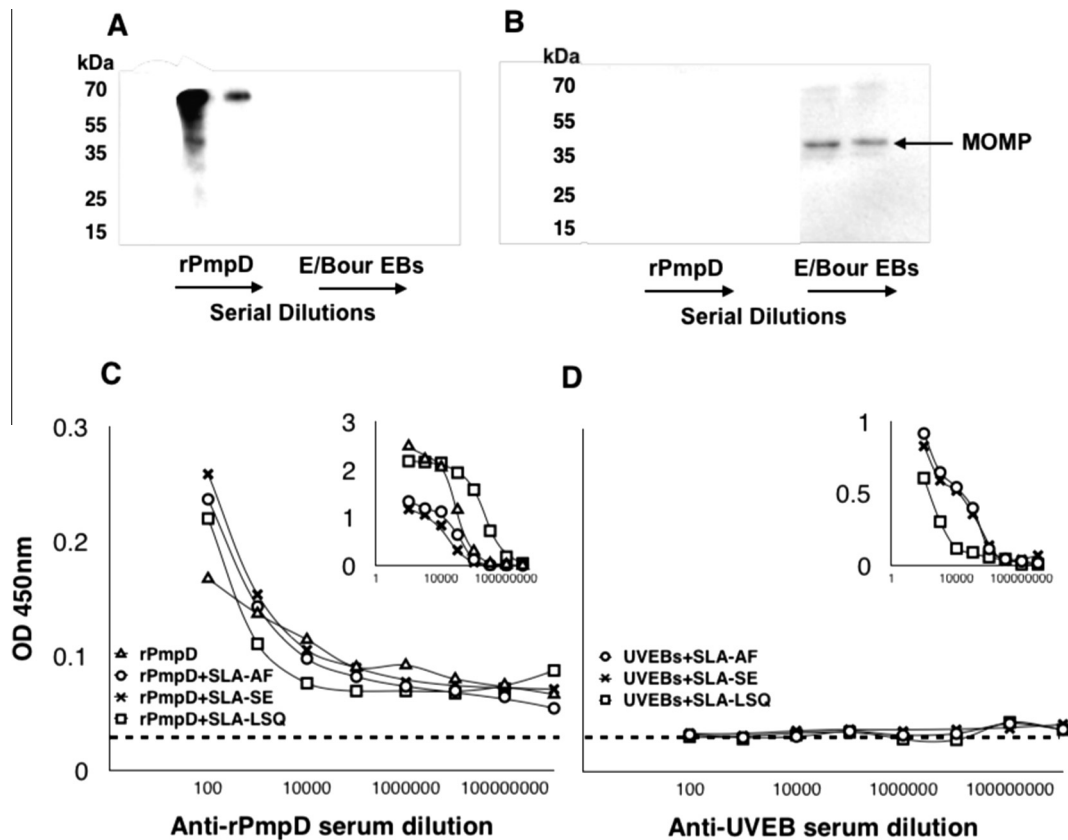 A
kDa
70
55
35
25
15
rPmpD
E/Bour EBs
Serial Dilutions
B
kDa
70
55
35
25
15
MOMP
rPmpD
E/Bour EBs
Serial Dilutions
C
OD 450nm
0.3
0.2
0.1
0
3
2
1
0
1
10000
100000000
rPmpD
rPmpD+SLA-AF
rPmpD+SLA-SE
rPmpD+SLA-LSQ
100
10000
1000000
100000000
Anti-rPmpD serum dilution
D
1
0.5
0
1
10000
100000000
UVEBs+SLA-AF
UVEBs+SLA-SE
UVEBs+SLA-LSQ
100
10000
1000000
100000000
Anti-UVEB serum dilution